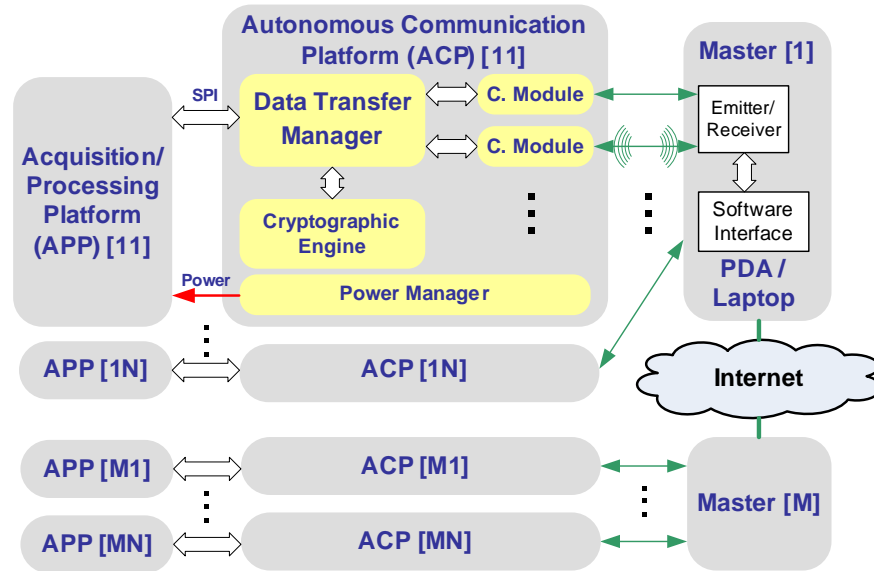 Autonomous Communication
Platform (ACP) [11]
Master [1]
SPI
Data Transfer
Manager
C. Module
C. Module
Emitter/
Receiver
Acquisition/
Processing
Platform
(APP) [11]
Cryptographic
Engine
Software
Interface
Power
Power Manager
PDA /
Laptop
APP [1N]
ACP [1N]
Internet
APP [M1]
ACP [M1]
Master [M]
APP [MN]
ACP [MN]